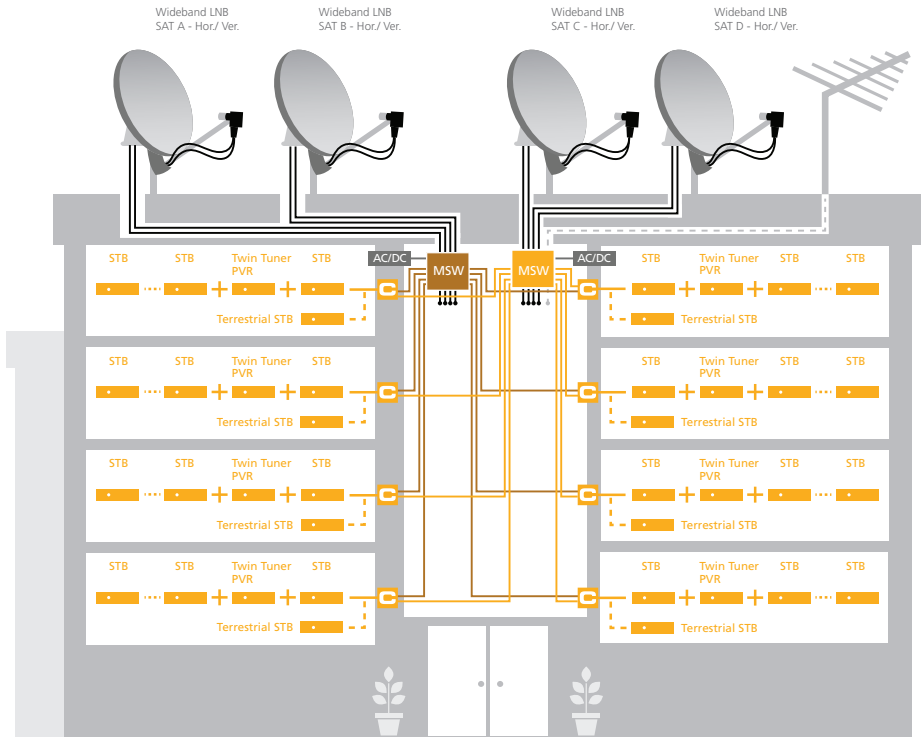 Wideband LNB
SAT A - Hor./ Ver.
Wideband LNB
SAT B - Hor./ Ver.
Wideband LNB
SAT C - Hor./ Ver.
Wideband LNB
SAT D - Hor./ Ver.
AC/DC
MSW
MSW
AC/DC
STB
STB
Twin Tuner
PVR
STB
Terrestrial STB
STB
Twin Tuner
PVR
STB
STB
Terrestrial STB
STB
STB
Twin Tuner
PVR
STB
Terrestrial STB
STB
Twin Tuner
PVR
STB
STB
Terrestrial STB
STB
STB
Twin Tuner
PVR
STB
Terrestrial STB
STB
Twin Tuner
PVR
STB
STB
Terrestrial STB
STB
STB
Twin Tuner
PVR
STB
Terrestrial STB
STB
Twin Tuner
PVR
STB
STB
Terrestrial STB